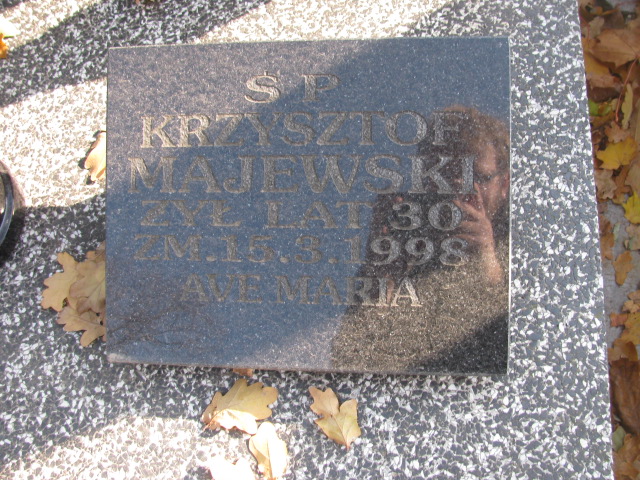 S P
KRZYSZTOF
MAJEWSKI
ŻYŁ LAT 30
ZM.15.3.1998
AVE MARIA